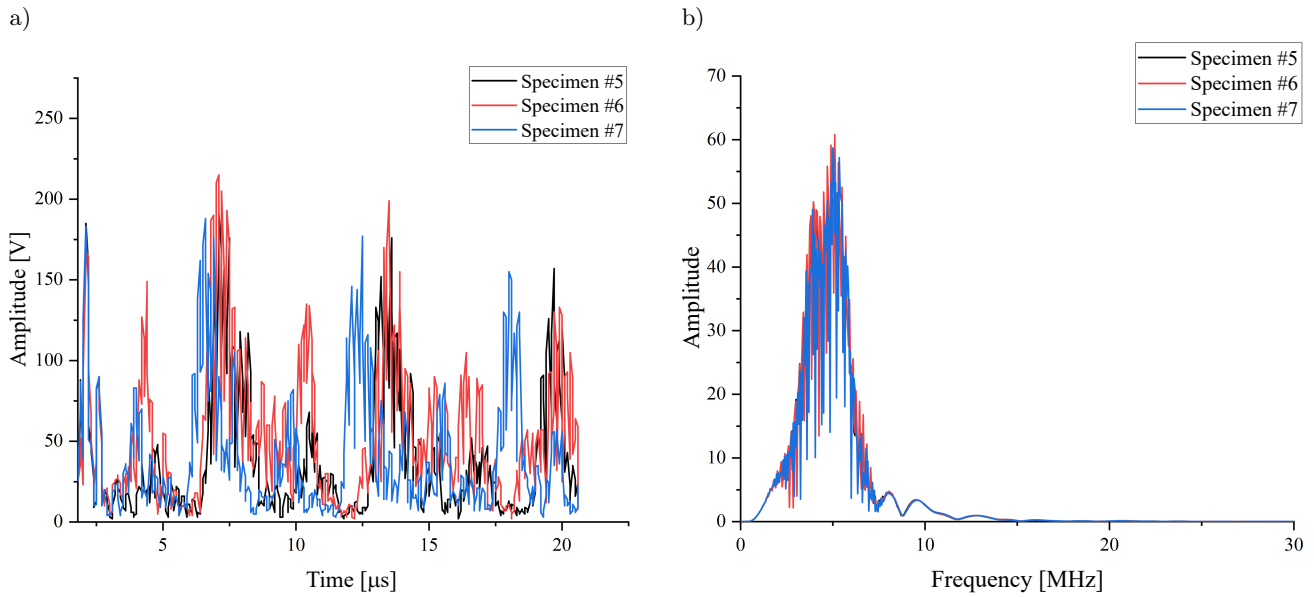 a)
Specimen #5
Specimen #6
Specimen #7
250
200
150
100
50
0
Amplitude [V]
5
10
15
20
Time [μs]
b)
Specimen #5
Specimen #6
Specimen #7
70
60
50
40
30
20
10
0
Amplitude
0
10
20
30
Frequency [MHz]